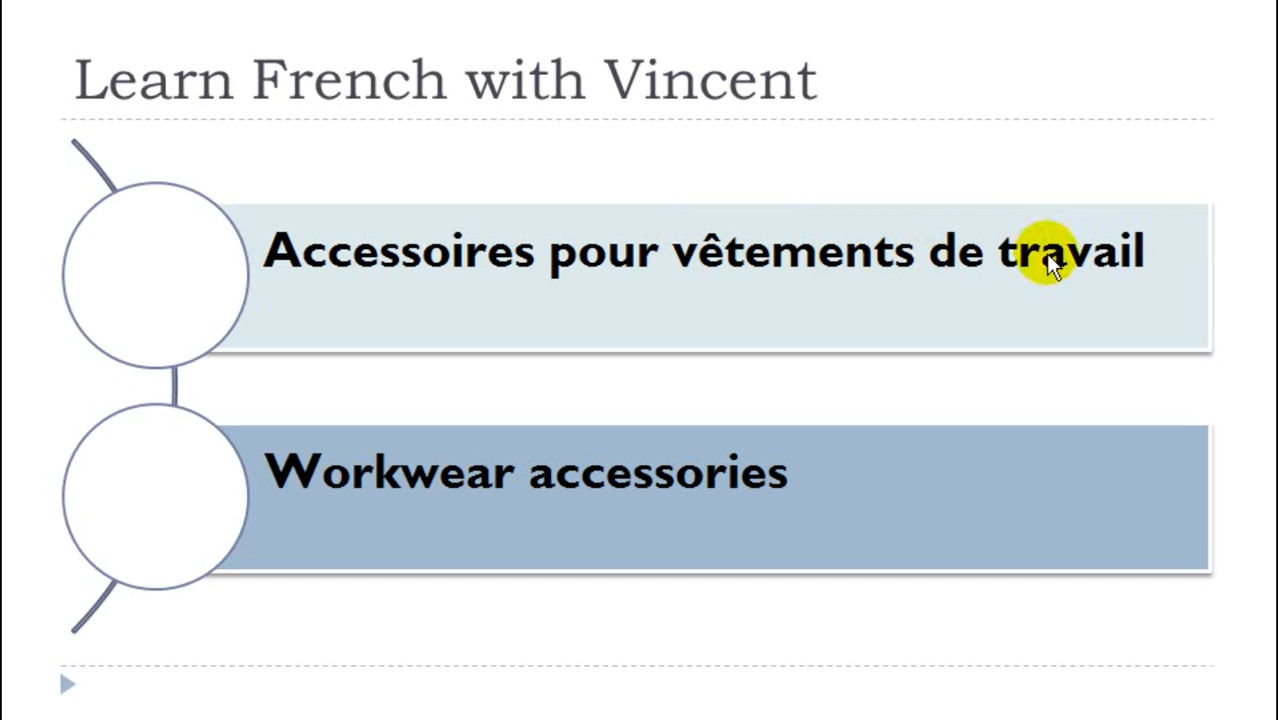 Learn French with Vincent
Accessoires pour vêtements de travail
Workwear accessories